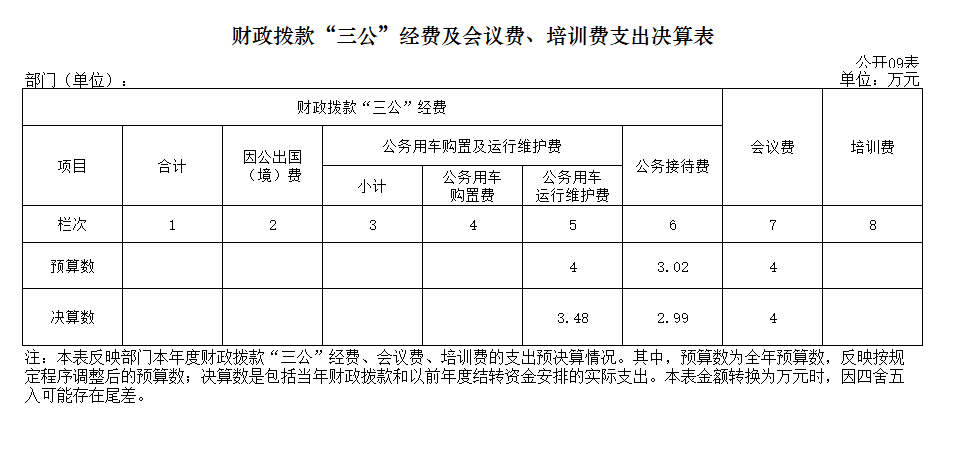 财政拨款“三公”经费及会议费、培训费支出决算表
公开09表
部门（单位）： 单位：万元
财政拨款“三公”经费
会议费 培训费
项目 合计 因公出国（境）费 公务用车购置及运行维护费 公务接待费
小计 公务用车购置费 公务用车运行维护费
栏次 1 2 3 4 5 6 7 8
预算数 4 3.02 4
决算数 3.48 2.99 4
注：本表反映部门本年度财政拨款“三公”经费、会议费、培训费的支出预决算情况。其中，预算数为全年预算数，反映按规
定程序调整后的预算数；决算数是包括当年财政拨款和以前年度结转资金安排的实际支出。本表金额转换为万元时，因四舍五
入可能存在尾差。